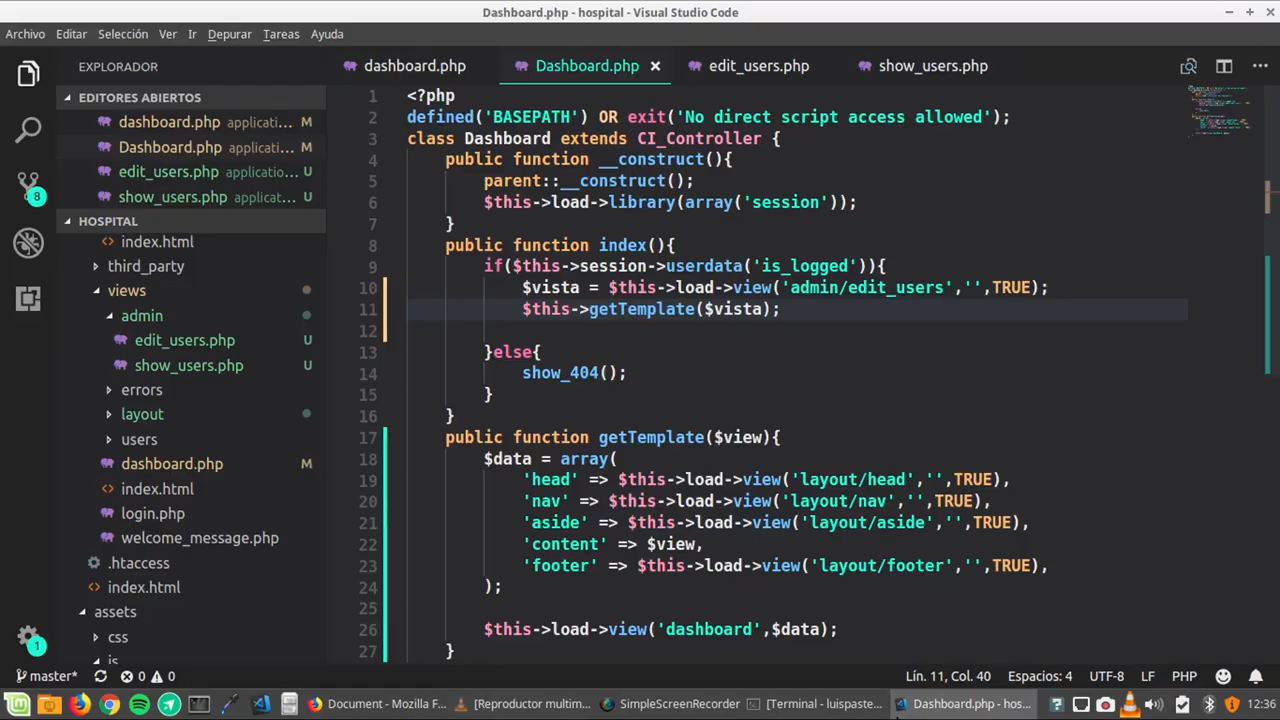 Dashboard.php - hospital - Visual Studio Code
Archivo Editar Selección Ver Ir Depurar Tareas Ayuda
EXPLORADOR
dashboard.php Dashboard.php × edit_users.php show_users.php
EDITORES ABIERTOS
dashboard.php applicati... M
Dashboard.php applicati... M
edit_users.php applicatio... U
show_users.php applicat... U
HOSPITAL
index.html
third_party
views
admin
edit_users.php U
show_users.php U
errors
layout
users
dashboard.php M
index.html
login.php
welcome_message.php
.htaccess
index.html
assets
css
js
8
1
1 <?php
2 defined('BASEPATH') OR exit('No direct script access allowed');
3 class Dashboard extends CI_Controller {
4 public function __construct(){
5 parent::__construct();
6 $this->load->library(array('session'));
7 }
8 public function index(){
9 if($this->session->userdata('is_logged')){
10 $vista = $this->load->view('admin/edit_users','',TRUE);
11 $this->getTemplate($vista);
12
13 }else{
14 show_404();
15 }
16 }
17 public function getTemplate($view){
18 $data = array(
19 'head' => $this->load->view('layout/head','',TRUE),
20 'nav' => $this->load->view('layout/nav','',TRUE),
21 'aside' => $this->load->view('layout/aside','',TRUE),
22 'content' => $view,
23 'footer' => $this->load->view('layout/footer','',TRUE),
24 );
25
26 $this->load->view('dashboard',$data);
27 }
master* 0 0 Lín. 11, Col. 40 Espacios: 4 UTF-8 LF PHP
Document - Mozilla F... [Reproductor multim... SimpleScreenRecorder [Terminal - luispaste... Dashboard.php - hos... 12:36